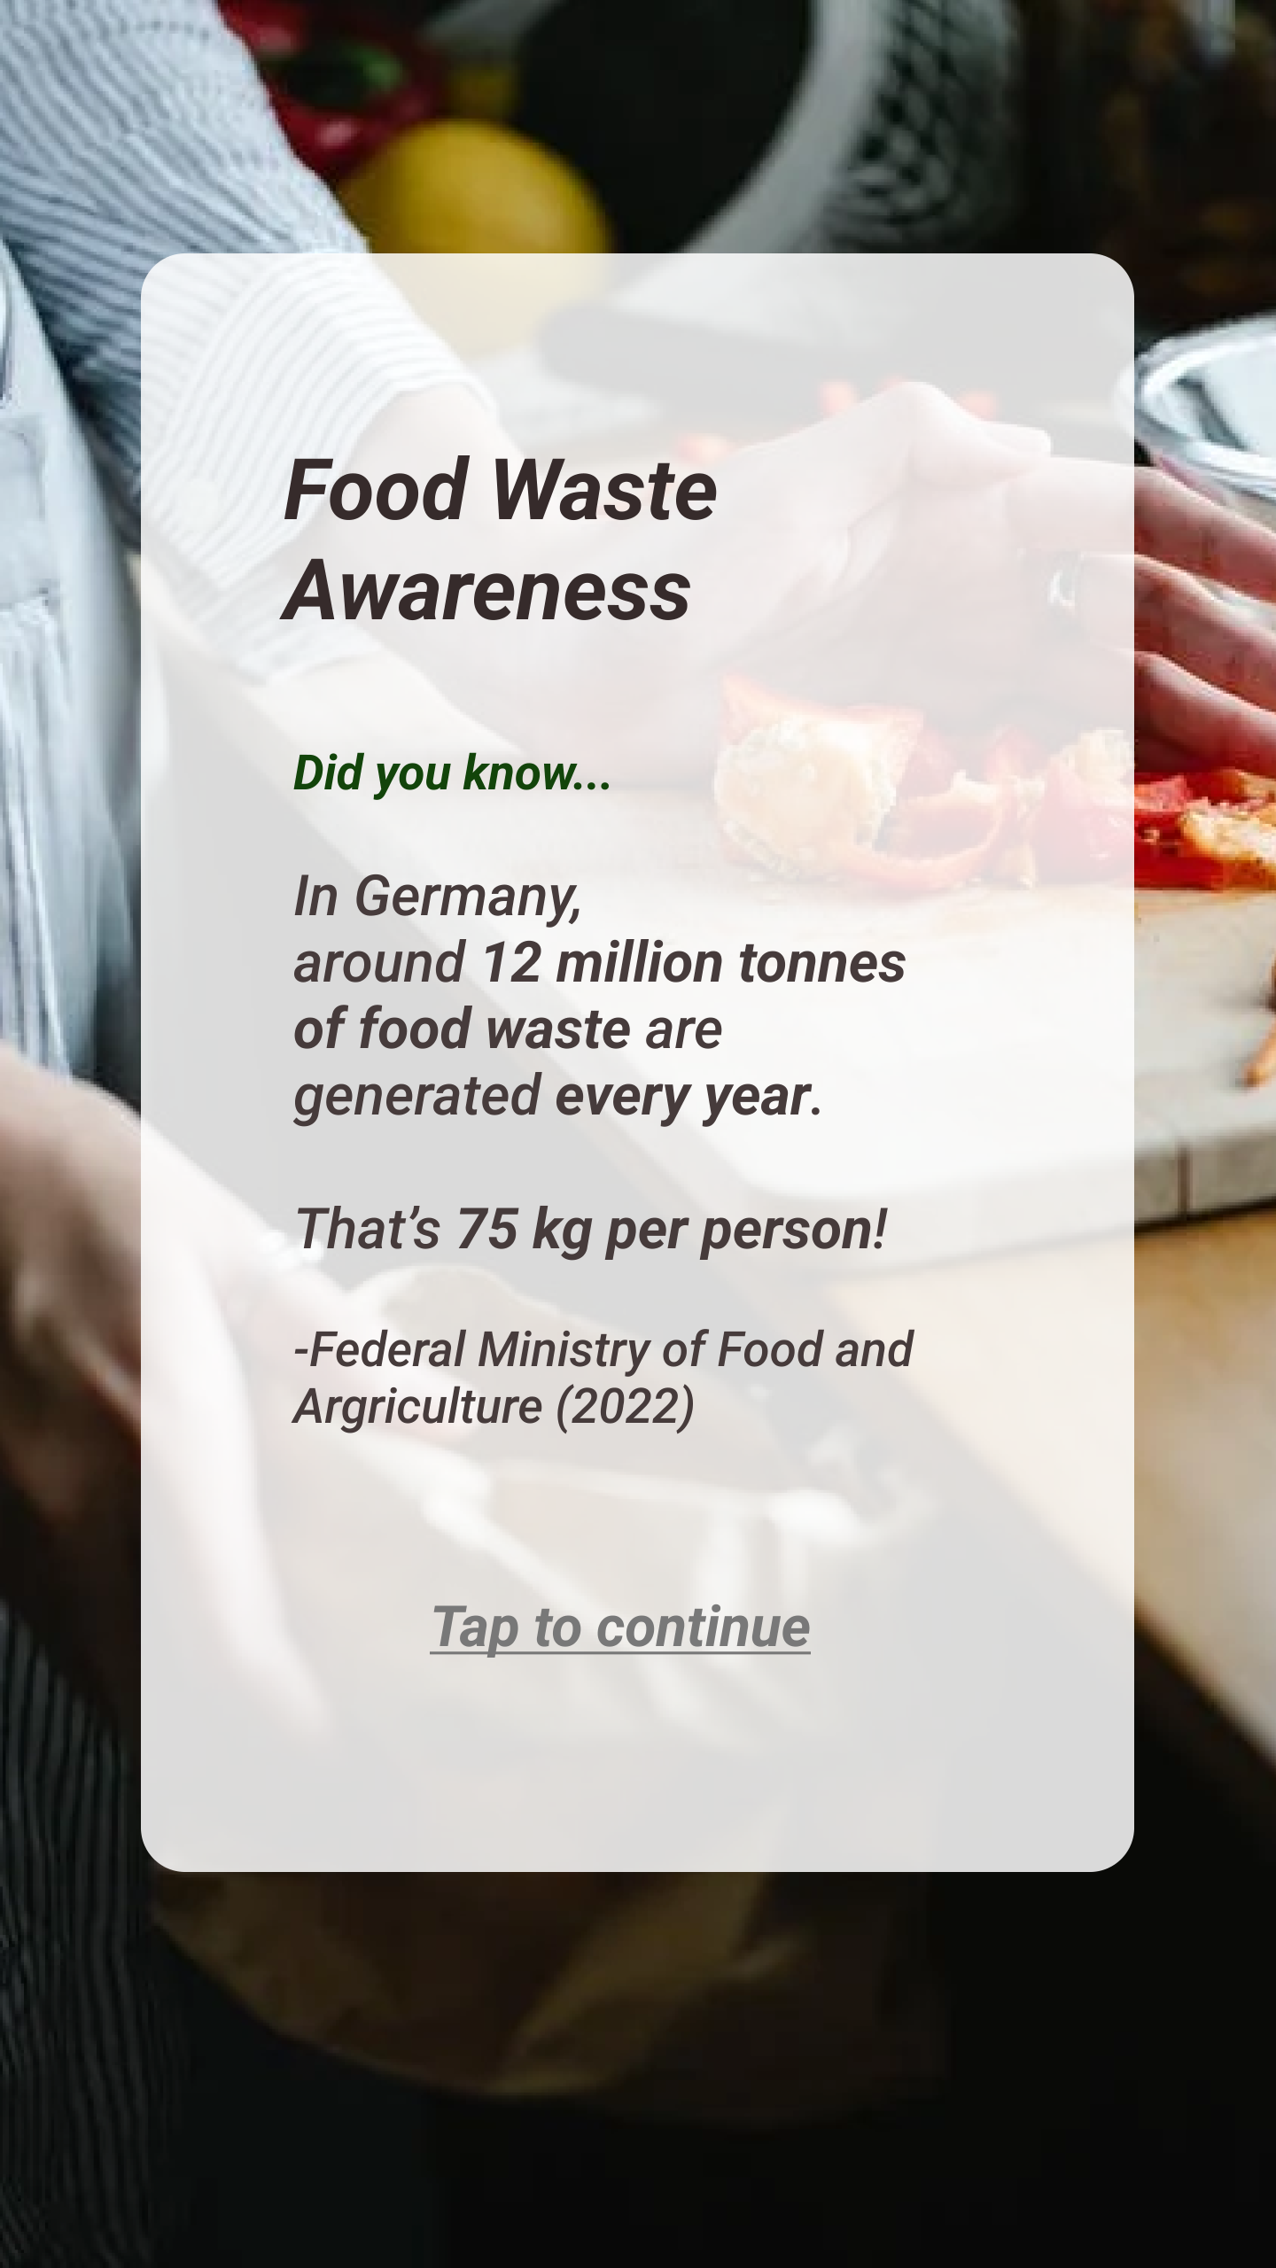 Food Waste
Awareness
Did you know...
In Germany,
around 12 million tonnes
of food waste are
generated every year.
That’s 75 kg per person!
-Federal Ministry of Food and
Argriculture (2022)
Tap to continue